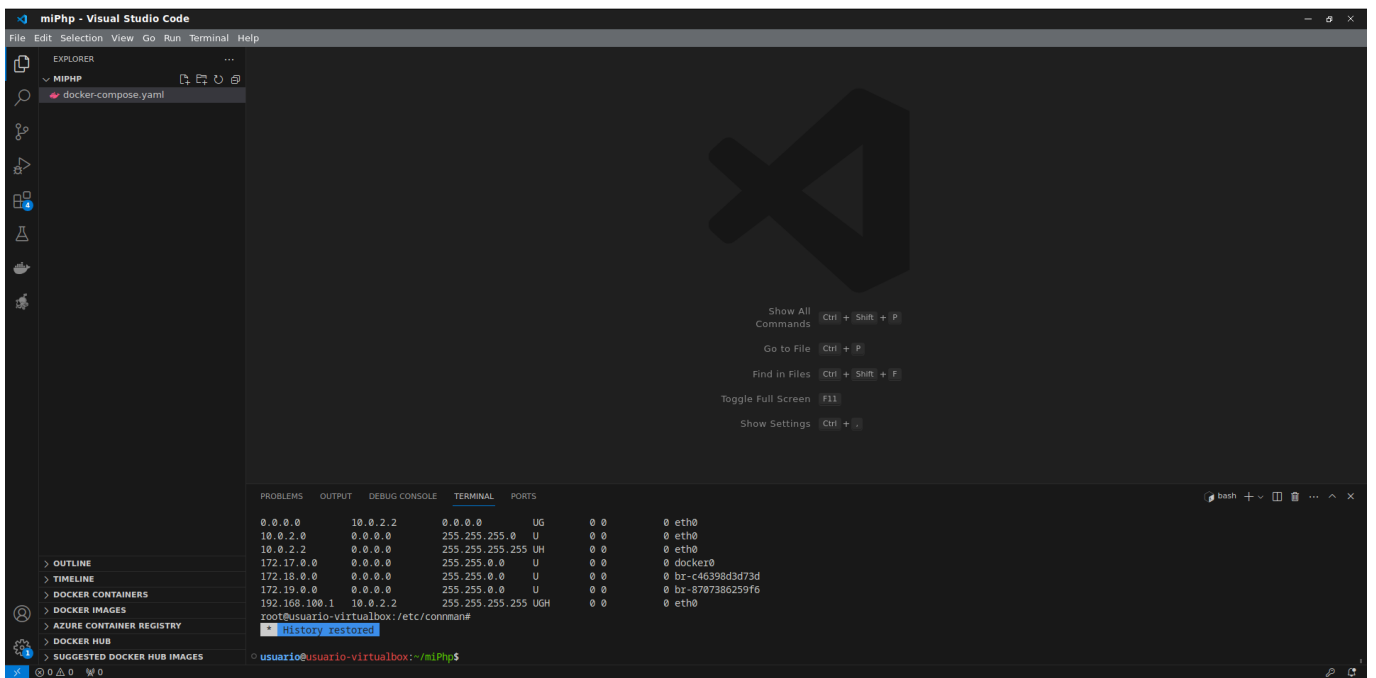 miPhp - Visual Studio Code
File Edit Selection View Go Run Terminal Help
EXPLORER
MIPHP
docker-compose.yaml
4
Show All Commands Ctrl + Shift + P
Go to File Ctrl + P
Find in Files Ctrl + Shift + F
Toggle Full Screen F11
Show Settings Ctrl + ,
PROBLEMS OUTPUT DEBUG CONSOLE TERMINAL PORTS
bash
0.0.0.0 10.0.2.2 0.0.0.0 UG 0 0 0 eth0
10.0.2.0 0.0.0.0 255.255.255.0 U 0 0 0 eth0
10.0.2.2 0.0.0.0 255.255.255.255 UH 0 0 0 eth0
172.17.0.0 0.0.0.0 255.255.0.0 U 0 0 0 docker0
172.18.0.0 0.0.0.0 255.255.0.0 U 0 0 0 br-c46398d3d73d
172.19.0.0 0.0.0.0 255.255.0.0 U 0 0 0 br-8707386259f6
192.168.100.1 10.0.2.2 255.255.255.255 UGH 0 0 0 eth0
root@usuario-virtualbox:/etc/connman#
* History restored
usuario@usuario-virtualbox:~/miPhp$
OUTLINE
TIMELINE
DOCKER CONTAINERS
DOCKER IMAGES
AZURE CONTAINER REGISTRY
DOCKER HUB
SUGGESTED DOCKER HUB IMAGES
1
0 0 0